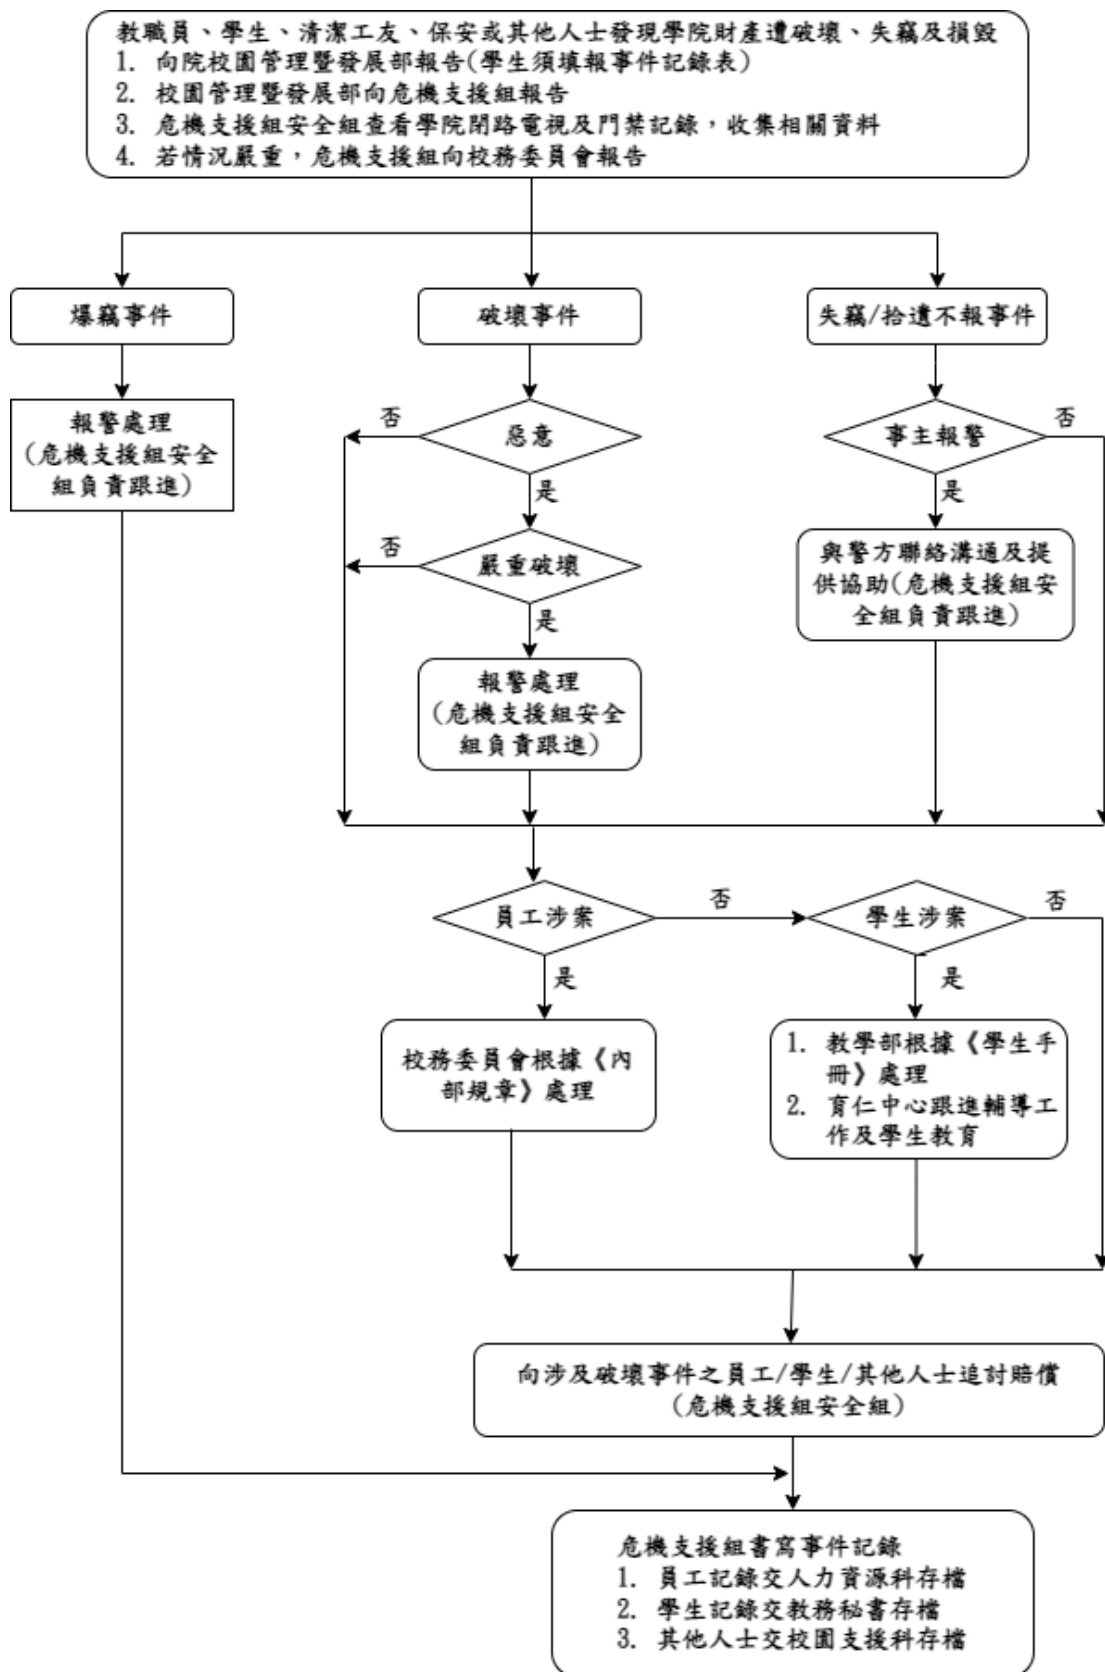 教職員、學生、清潔工友、保安或其他人士發現學院財產遭破壞、失竊及損毀
1. 向院校園管理暨發展部報告(學生須填報事件記錄表)
2. 校園管理暨發展部向危機支援組報告
3. 危機支援組安全組查看學院閉路電視及門禁記錄，收集相關資料
4. 若情況嚴重，危機支援組向校務委員會報告
爆竊事件
破壞事件
失竊/拾遺不報事件
報警處理
(危機支援組安全
組負責跟進)
否
惡意
是
否
嚴重破壞
是
報警處理
(危機支援組安全
組負責跟進)
事主報警
否
是
與警方聯絡溝通及提
供協助(危機支援組安
全組負責跟進)
員工涉案
否
學生涉案
否
是
是
校務委員會根據《內
部規章》處理
1. 教學部根據《學生手
冊》處理
2. 育仁中心跟進輔導工
作及學生教育
向涉及破壞事件之員工/學生/其他人士追討賠償
(危機支援組安全組)
危機支援組書寫事件記錄
1. 員工記錄交人力資源科存檔
2. 學生記錄交教務秘書存檔
3. 其他人士交校園支援科存檔